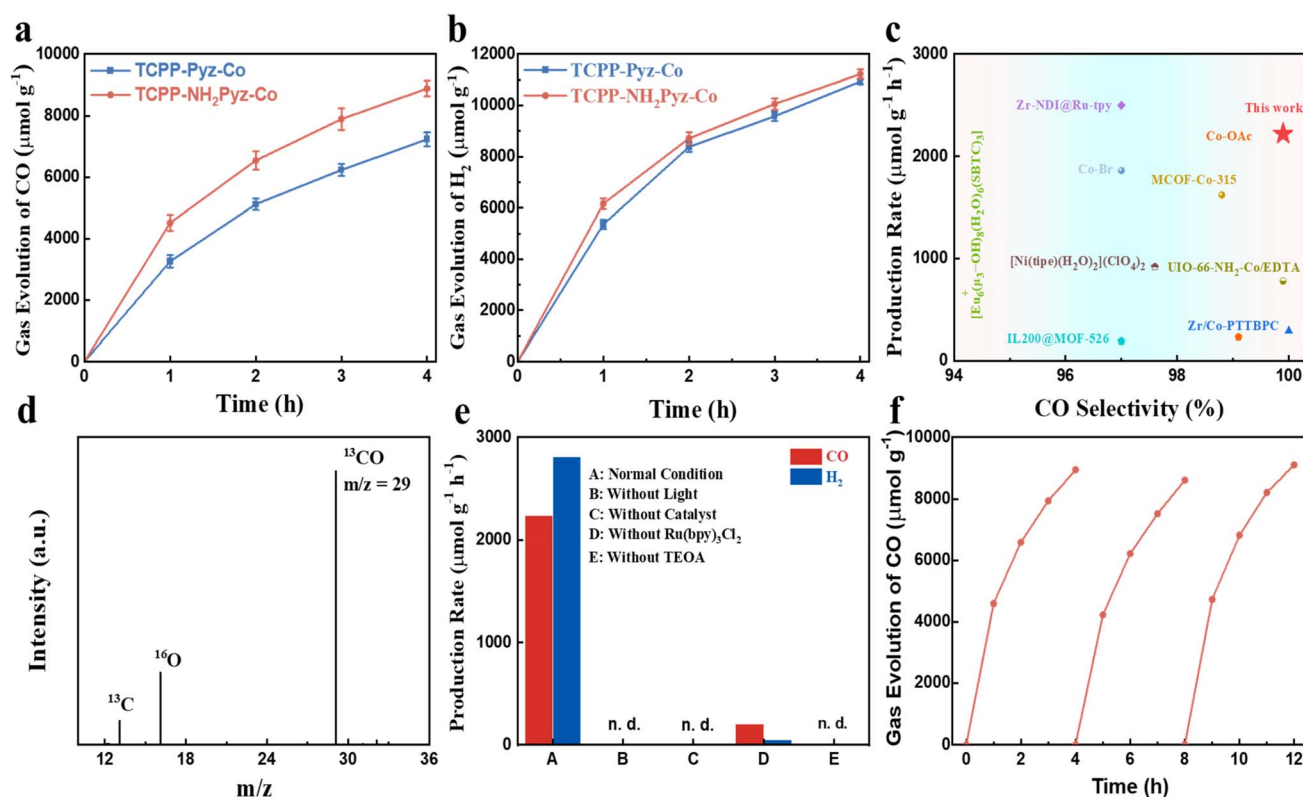 a
Gas Evolution of CO (μmol g⁻¹)
10000
8000
6000
4000
2000
0
TCPP-Pyz-Co
TCPP-NH₂Pyz-Co
0
1
2
3
4
Time (h)
b
Gas Evolution of H₂ (μmol g⁻¹)
12000
10000
8000
6000
4000
2000
0
TCPP-Pyz-Co
TCPP-NH₂Pyz-Co
0
1
2
3
4
Time (h)
c
Production Rate (μmol g⁻¹ h⁻¹)
3000
2000
1000
0
[Eu₆(μ₃–OH)₈(H₂O)₆(SBTC)₃]
Zr-NDI@Ru-tpy
This work
Co-OAc
Co-Br
MCOF-Co-315
[Ni(tipe)(H₂O)₂](ClO₄)₂
UIO-66-NH₂-Co/EDTA
IL200@MOF-526
Zr/Co-PTTBPC
94
96
98
100
CO Selectivity (%)
d
Intensity (a.u.)
¹³CO
m/z = 29
¹⁶O
¹³C
12
18
24
30
36
m/z
e
Production Rate (μmol g⁻¹ h⁻¹)
3000
2000
1000
0
CO
H₂
A: Normal Condition
B: Without Light
C: Without Catalyst
D: Without Ru(bpy)₃Cl₂
E: Without TEOA
n. d.
n. d.
n. d.
A
B
C
D
E
f
Gas Evolution of CO (μmol g⁻¹)
10000
8000
6000
4000
2000
0
0
2
4
6
8
10
12
Time (h)